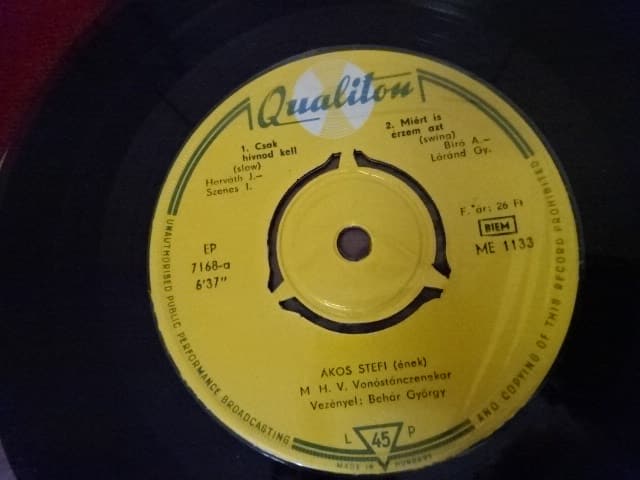 Qualiton
1. Csak
hívnod kell
(slow)
Horváth J.–
Szenes I.
2. Miért is
érzem azt
(swing)
Bíró A.–
Lóránd Gy.
F. ár: 26 Ft
BIEM
ME 1133
EP
7168-a
6'37"
ÁKOS STEFI (ének)
M H. V. Vonóstánczenekar
Vezényel: Behár György
L 45 P
MADE IN HUNGARY
UNAUTHORISED PUBLIC PERFORMANCE BROADCASTING
AND COPYING OF THIS RECORD PROHIBITED